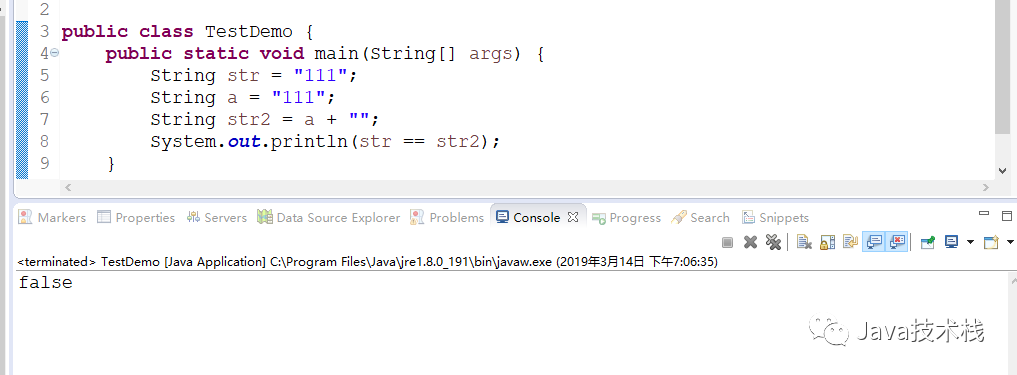 2
3 public class TestDemo {
4 public static void main(String[] args) {
5 String str = "111";
6 String a = "111";
7 String str2 = a + "";
8 System.out.println(str == str2);
9 }
Markers Properties Servers Data Source Explorer Problems Console Progress Search Snippets
<terminated> TestDemo [Java Application] C:\Program Files\Java\jre1.8.0_191\bin\javaw.exe (2019年3月14日 下午7:06:35)
false
Java技术栈